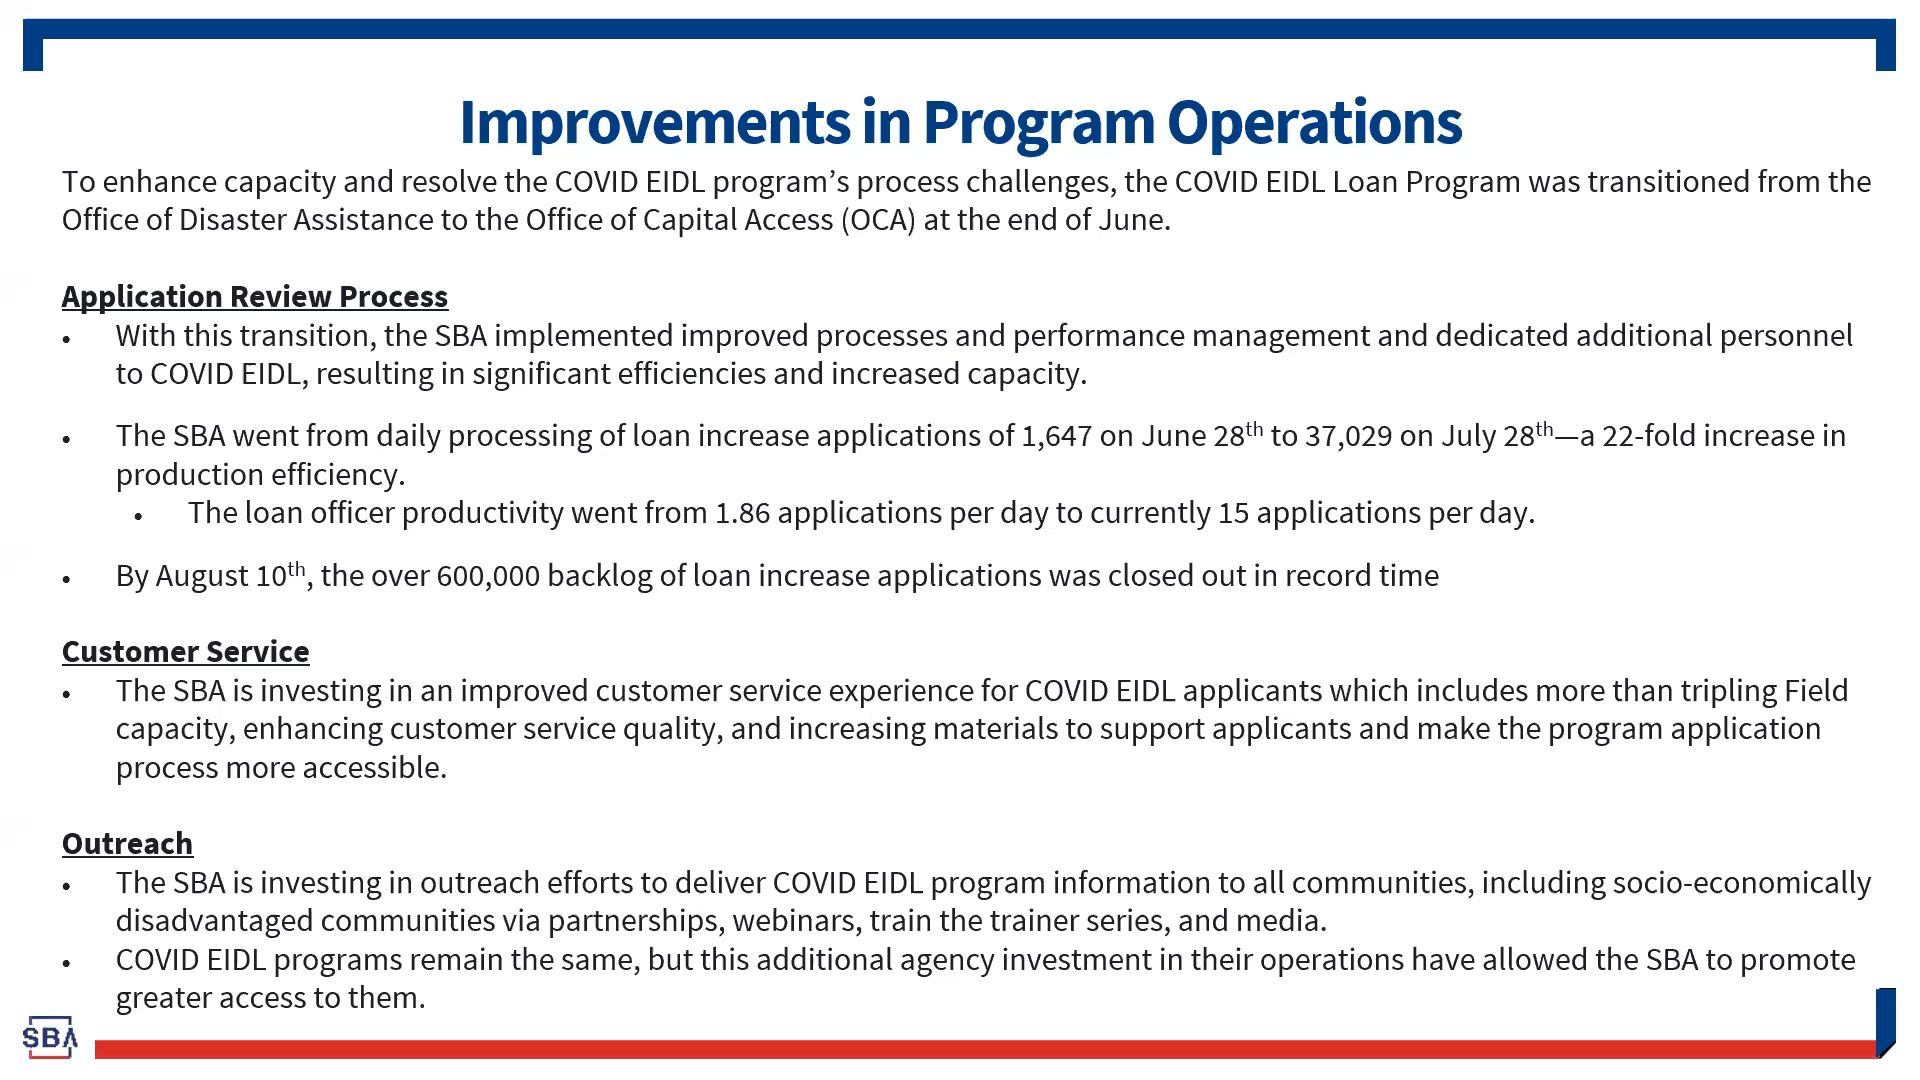 Improvements in Program Operations
To enhance capacity and resolve the COVID EIDL program’s process challenges, the COVID EIDL Loan Program was transitioned from the
Office of Disaster Assistance to the Office of Capital Access (OCA) at the end of June.
Application Review Process
• With this transition, the SBA implemented improved processes and performance management and dedicated additional personnel
to COVID EIDL, resulting in significant efficiencies and increased capacity.
• The SBA went from daily processing of loan increase applications of 1,647 on June 28th to 37,029 on July 28th—a 22-fold increase in
production efficiency.
• The loan officer productivity went from 1.86 applications per day to currently 15 applications per day.
• By August 10th, the over 600,000 backlog of loan increase applications was closed out in record time
Customer Service
• The SBA is investing in an improved customer service experience for COVID EIDL applicants which includes more than tripling Field
capacity, enhancing customer service quality, and increasing materials to support applicants and make the program application
process more accessible.
Outreach
• The SBA is investing in outreach efforts to deliver COVID EIDL program information to all communities, including socio-economically
disadvantaged communities via partnerships, webinars, train the trainer series, and media.
• COVID EIDL programs remain the same, but this additional agency investment in their operations have allowed the SBA to promote
greater access to them.
SBA